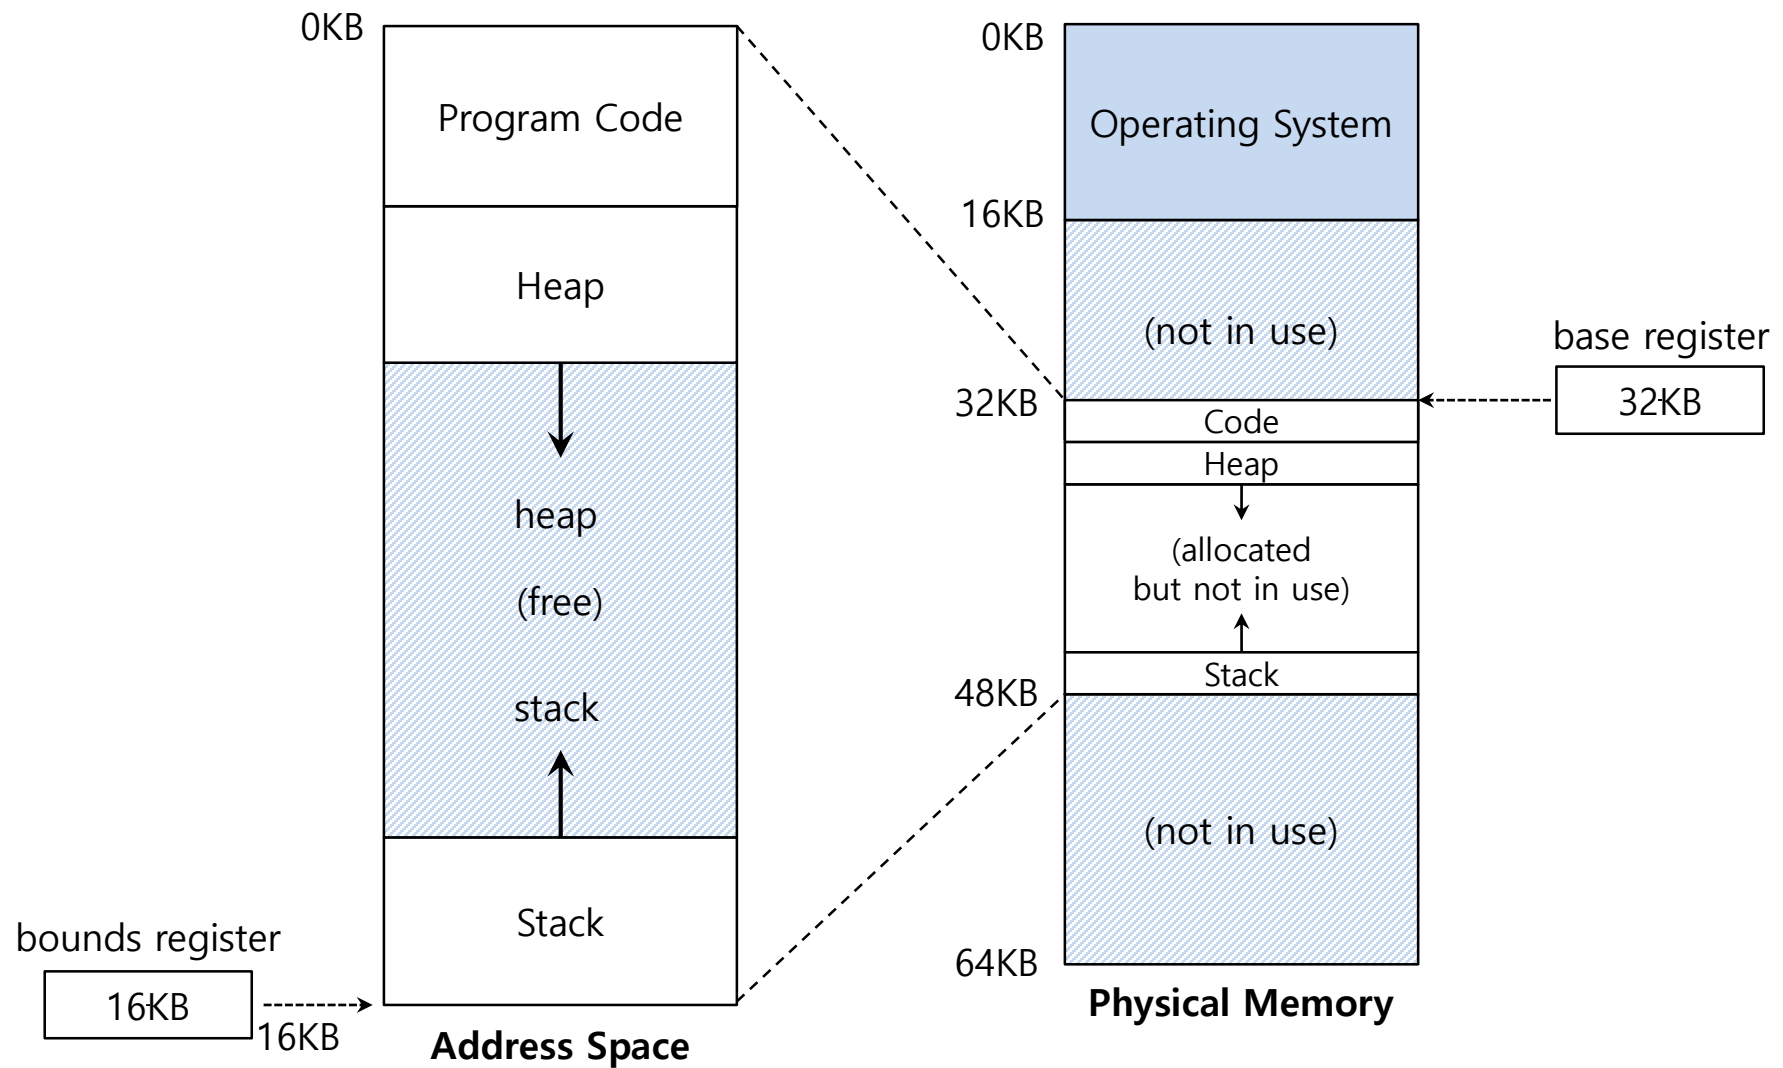 0KB
Program Code
Heap
heap
(free)
stack
Stack
bounds register
16KB
16KB
Address Space
0KB
Operating System
16KB
(not in use)
32KB
base register
32KB
Code
Heap
(allocated
but not in use)
Stack
48KB
(not in use)
64KB
Physical Memory